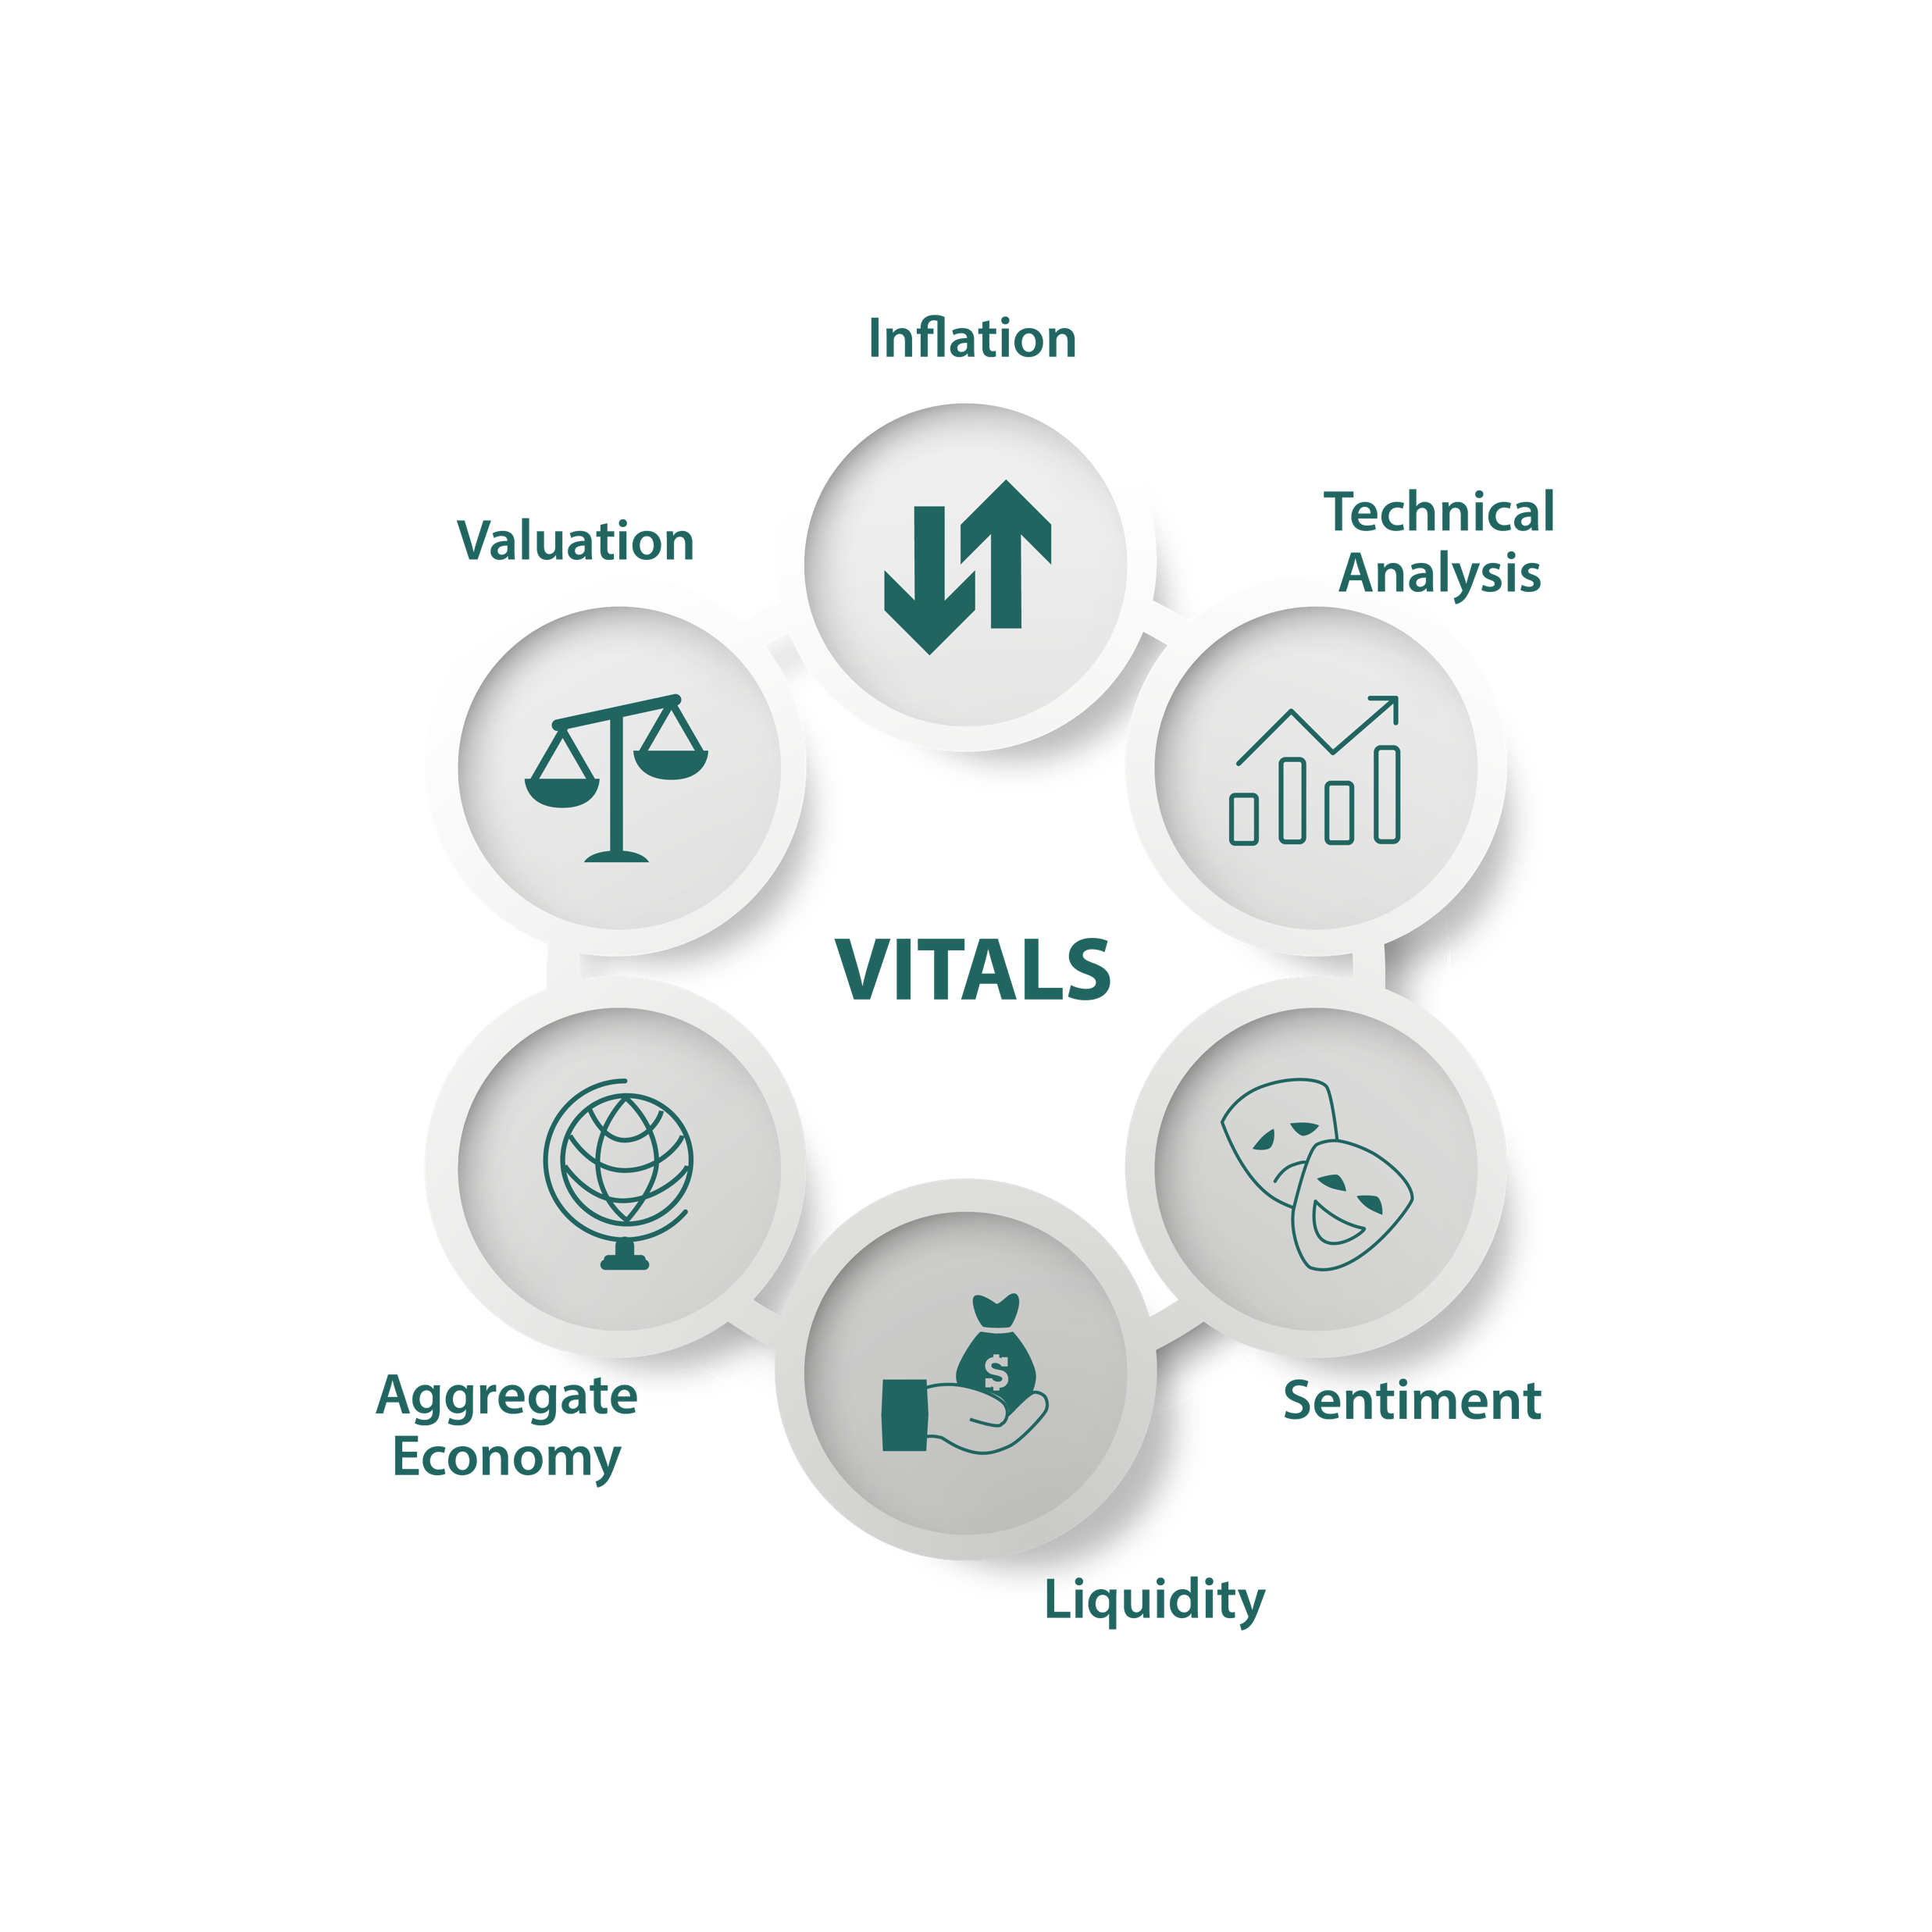 Inflation
Technical
Analysis
Valuation
VITALS
Aggregate
Economy
Sentiment
$
Liquidity